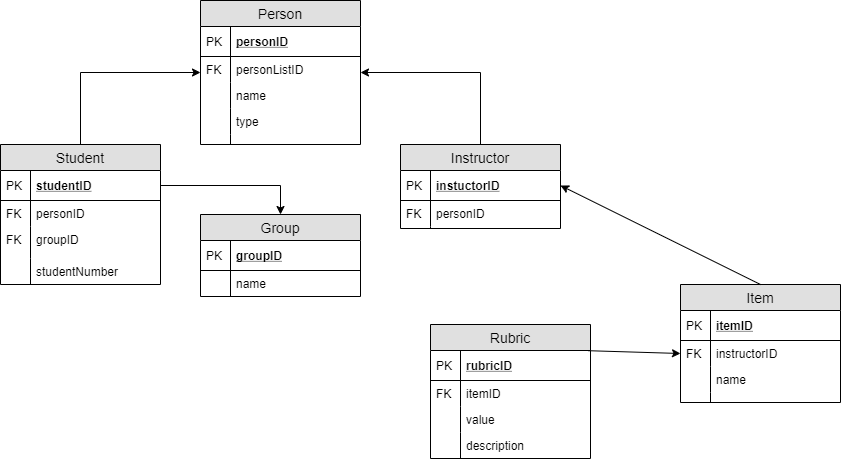 Person
PK personID
FK personListID
name
type
Student
PK studentID
FK personID
FK groupID
studentNumber
Instructor
PK instuctorID
FK personID
Group
PK groupID
name
Item
PK itemID
FK instructorID
name
Rubric
PK rubricID
FK itemID
value
description